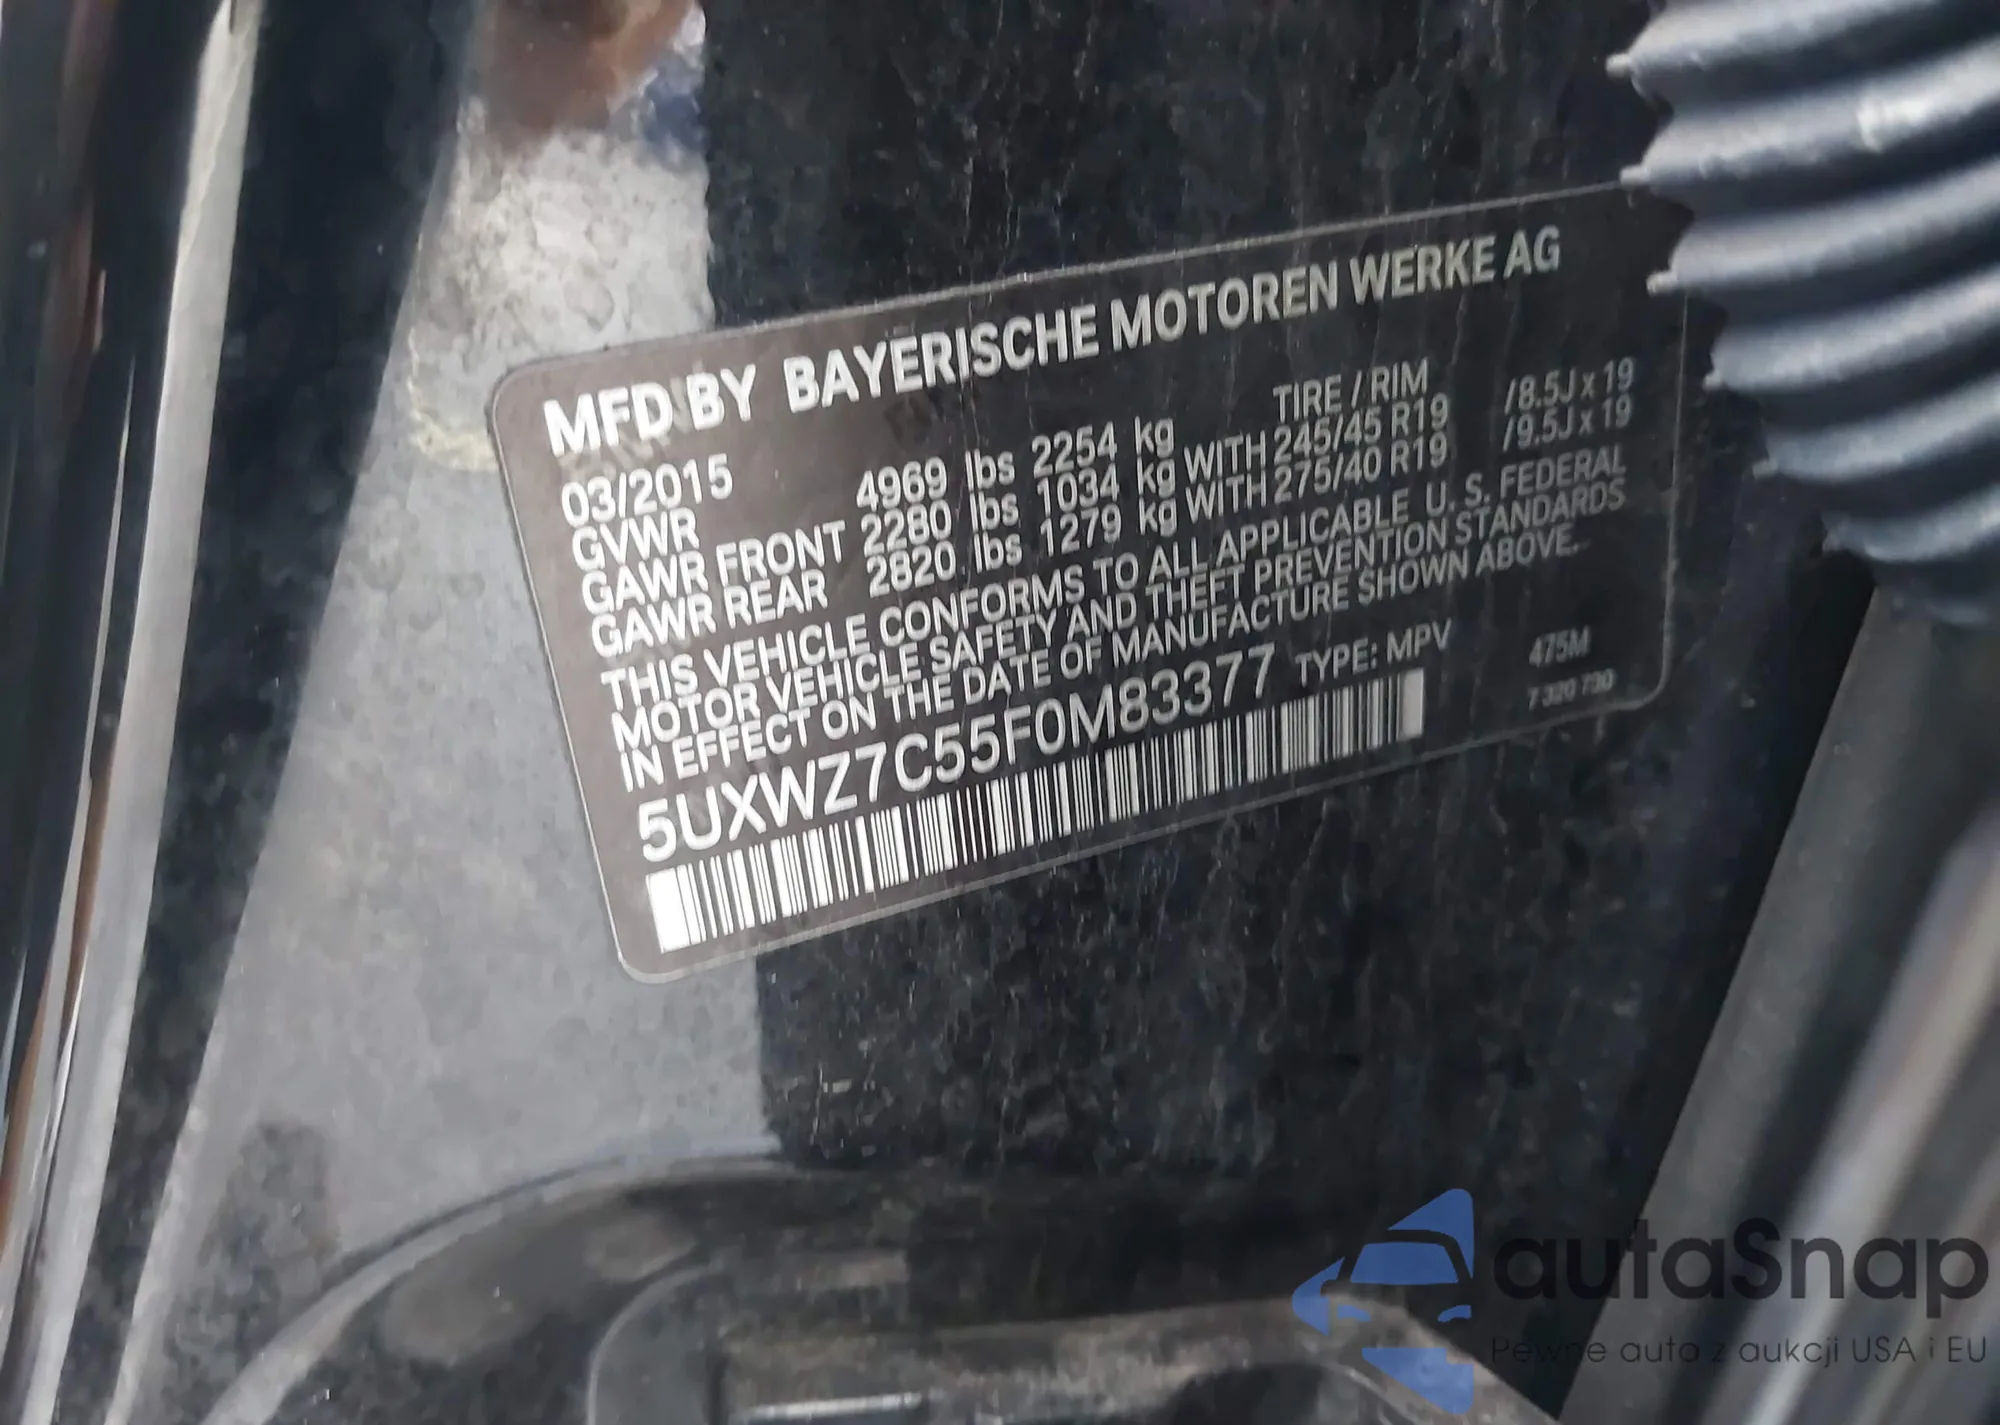 MFD BY BAYERISCHE MOTOREN WERKE AG
03/2015 TIRE / RIM
GVWR 4969 lbs 2254 kg
GAWR FRONT 2280 lbs 1034 kg WITH 245/45 R19 /8.5J x 19
GAWR REAR 2820 lbs 1279 kg WITH 275/40 R19 /9.5J x 19
THIS VEHICLE CONFORMS TO ALL APPLICABLE U. S. FEDERAL
MOTOR VEHICLE SAFETY AND THEFT PREVENTION STANDARDS
IN EFFECT ON THE DATE OF MANUFACTURE SHOWN ABOVE.
5UXWZ7C55F0M83377 TYPE: MPV 475M
7 320 730
autaSnap
Pewne auta z aukcji USA i EU